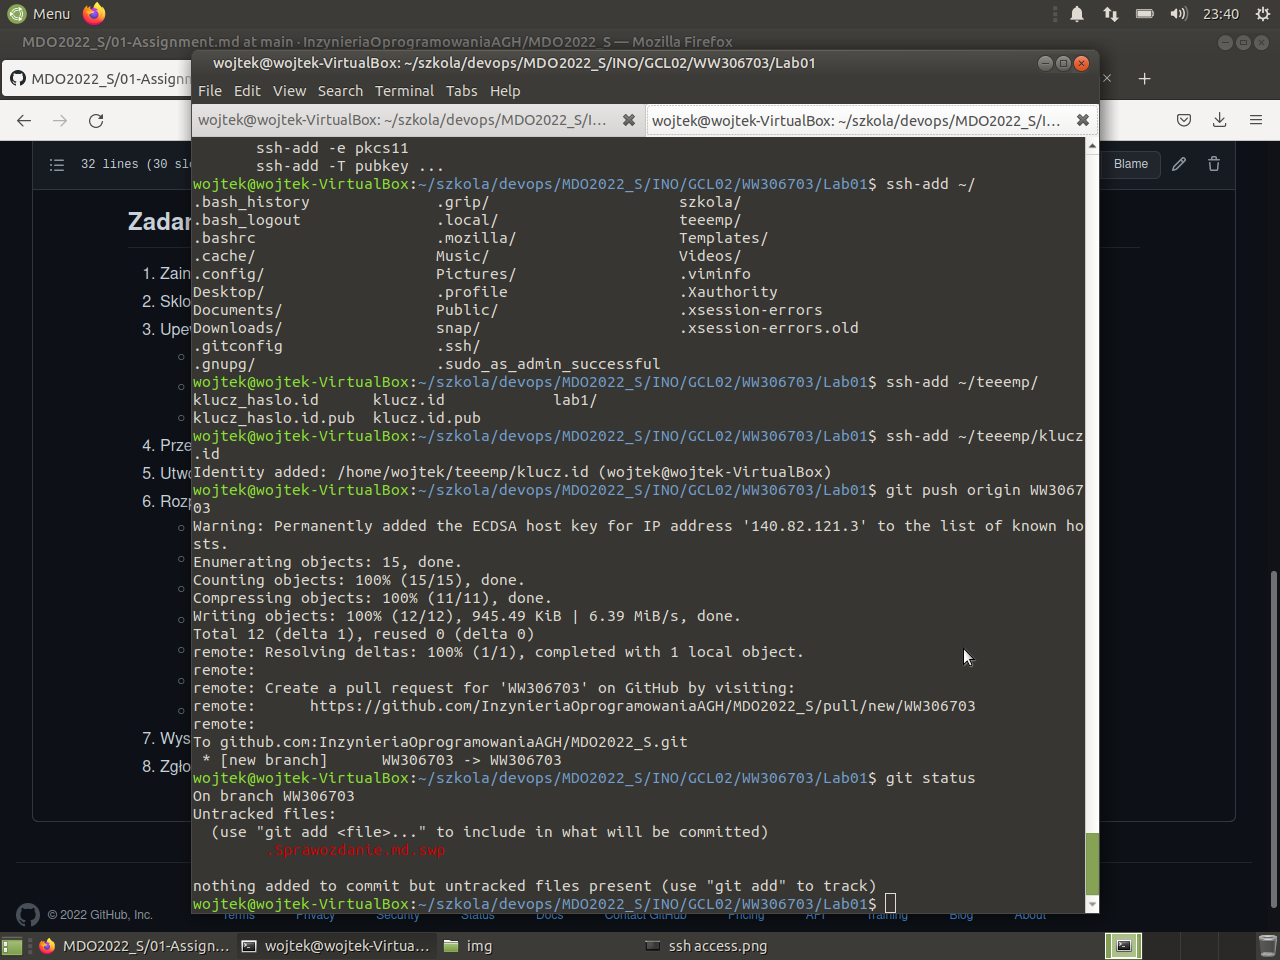 Menu
23:40
MDO2022_S/01-Assignment.md at main · InzynieriaOprogramowaniaAGH/MDO2022_S — Mozilla Firefox
MDO2022_S/01-Assignm
wojtek@wojtek-VirtualBox: ~/szkola/devops/MDO2022_S/INO/GCL02/WW306703/Lab01
File Edit View Search Terminal Tabs Help
wojtek@wojtek-VirtualBox: ~/szkola/devops/MDO2022_S/I...
wojtek@wojtek-VirtualBox: ~/szkola/devops/MDO2022_S/I...
32 lines (30 slo
Blame
Zadan
1. Zain
2. Sklo
3. Upew
4. Prze
5. Utwo
6. Rozp
7. Wys
8. Zgło
ssh-add -e pkcs11
ssh-add -T pubkey ...
wojtek@wojtek-VirtualBox:~/szkola/devops/MDO2022_S/INO/GCL02/WW306703/Lab01$ ssh-add ~/
.bash_history .grip/ szkola/
.bash_logout .local/ teeemp/
.bashrc .mozilla/ Templates/
.cache/ Music/ Videos/
.config/ Pictures/ .viminfo
Desktop/ .profile .Xauthority
Documents/ Public/ .xsession-errors
Downloads/ snap/ .xsession-errors.old
.gitconfig .ssh/
.gnupg/ .sudo_as_admin_successful
wojtek@wojtek-VirtualBox:~/szkola/devops/MDO2022_S/INO/GCL02/WW306703/Lab01$ ssh-add ~/teeemp/
klucz_haslo.id klucz.id lab1/
klucz_haslo.id.pub klucz.id.pub
wojtek@wojtek-VirtualBox:~/szkola/devops/MDO2022_S/INO/GCL02/WW306703/Lab01$ ssh-add ~/teeemp/klucz
.id
Identity added: /home/wojtek/teeemp/klucz.id (wojtek@wojtek-VirtualBox)
wojtek@wojtek-VirtualBox:~/szkola/devops/MDO2022_S/INO/GCL02/WW306703/Lab01$ git push origin WW3067
03
Warning: Permanently added the ECDSA host key for IP address '140.82.121.3' to the list of known ho
sts.
Enumerating objects: 15, done.
Counting objects: 100% (15/15), done.
Compressing objects: 100% (11/11), done.
Writing objects: 100% (12/12), 945.49 KiB | 6.39 MiB/s, done.
Total 12 (delta 1), reused 0 (delta 0)
remote: Resolving deltas: 100% (1/1), completed with 1 local object.
remote:
remote: Create a pull request for 'WW306703' on GitHub by visiting:
remote: https://github.com/InzynieriaOprogramowaniaAGH/MDO2022_S/pull/new/WW306703
remote:
To github.com:InzynieriaOprogramowaniaAGH/MDO2022_S.git
* [new branch] WW306703 -> WW306703
wojtek@wojtek-VirtualBox:~/szkola/devops/MDO2022_S/INO/GCL02/WW306703/Lab01$ git status
On branch WW306703
Untracked files:
(use "git add <file>..." to include in what will be committed)
.Sprawozdanie.md.swp
nothing added to commit but untracked files present (use "git add" to track)
wojtek@wojtek-VirtualBox:~/szkola/devops/MDO2022_S/INO/GCL02/WW306703/Lab01$
© 2022 GitHub, Inc. Terms Privacy Security Status Docs Contact GitHub Pricing API Training Blog About
MDO2022_S/01-Assign... wojtek@wojtek-Virtua... img ssh access.png